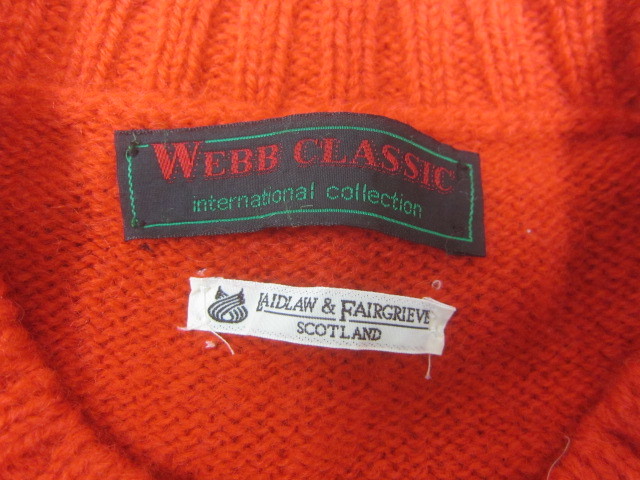 WEBB CLASSIC
international collection
LAIDLAW & FAIRGRIEVE
SCOTLAND